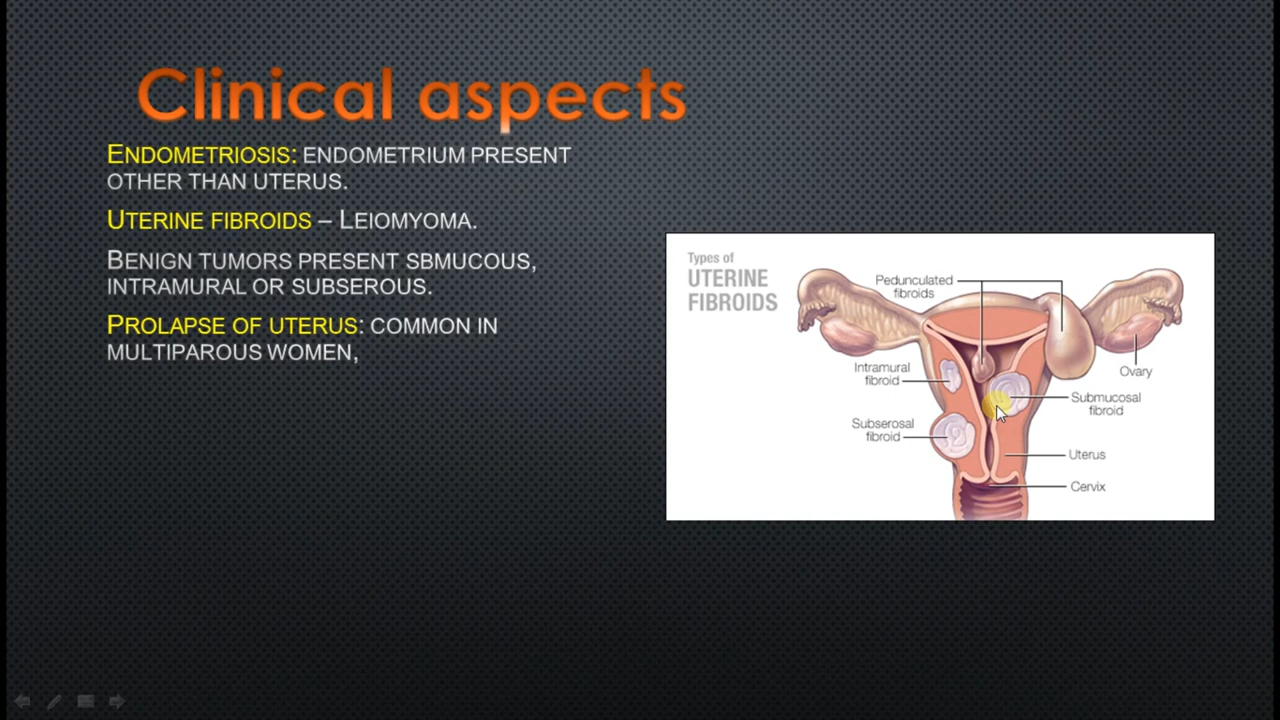 Clinical aspects
ENDOMETRIOSIS: ENDOMETRIUM PRESENT
OTHER THAN UTERUS.
UTERINE FIBROIDS – LEIOMYOMA.
BENIGN TUMORS PRESENT SBMUCOUS,
INTRAMURAL OR SUBSEROUS.
PROLAPSE OF UTERUS: COMMON IN
MULTIPAROUS WOMEN,
Types of
UTERINE
FIBROIDS
Pedunculated
fibroids
Intramural
fibroid
Subserosal
fibroid
Ovary
Submucosal
fibroid
Uterus
Cervix